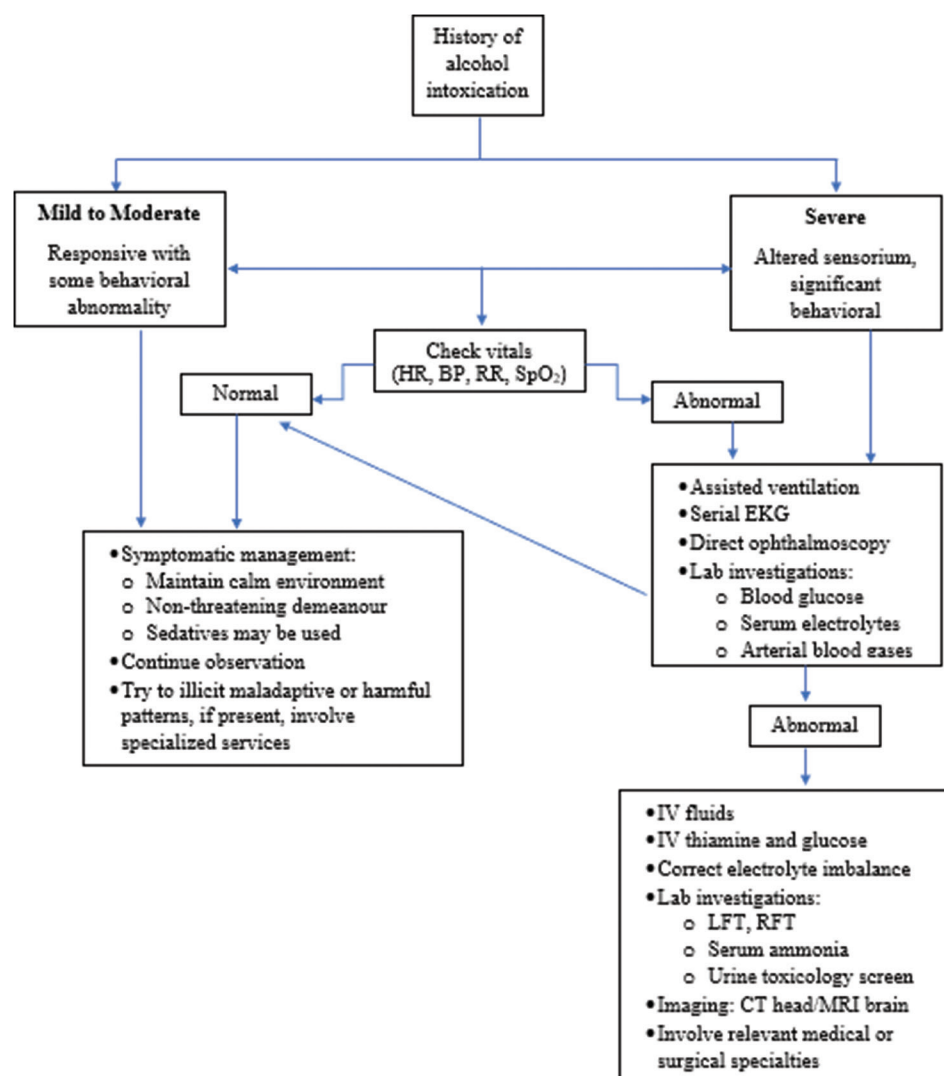 History of
alcohol
intoxication
Mild to Moderate
Responsive with
some behavioral
abnormality
Severe
Altered sensorium,
significant
behavioral
Check vitals
(HR, BP, RR, SpO₂)
Normal
Abnormal
•Assisted ventilation
•Serial EKG
•Direct ophthalmoscopy
•Lab investigations:
o Blood glucose
o Serum electrolytes
o Arterial blood gases
•Symptomatic management:
o Maintain calm environment
o Non-threatening demeanour
o Sedatives may be used
•Continue observation
•Try to illicit maladaptive or harmful
patterns, if present, involve
specialized services
Abnormal
•IV fluids
•IV thiamine and glucose
•Correct electrolyte imbalance
•Lab investigations:
o LFT, RFT
o Serum ammonia
o Urine toxicology screen
•Imaging: CT head/MRI brain
•Involve relevant medical or
surgical specialties